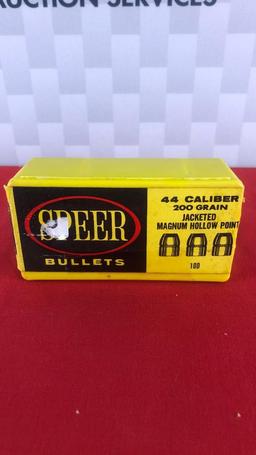 AUCTION SERVICES
SPEER
BULLETS
44 CALIBER
200 GRAIN
JACKETED
MAGNUM HOLLOW POINT
100